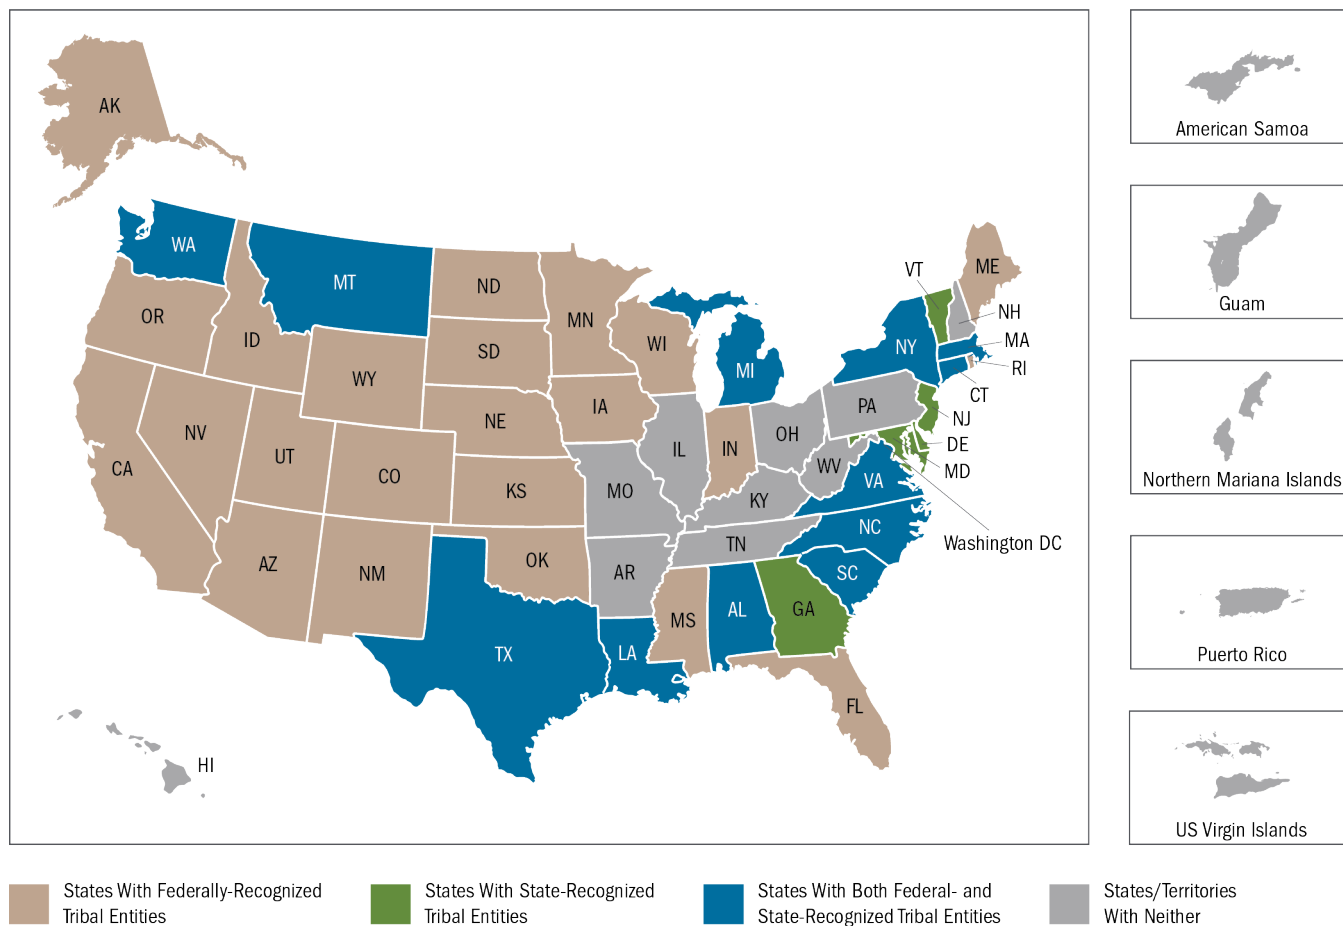 AK
American Samoa
Guam
Northern Mariana Islands
Puerto Rico
US Virgin Islands
WA
MT
ND
MN
VT
ME
NH
OR
ID
SD
WI
MI
NY
MA
RI
CT
WY
NE
IA
PA
NJ
NV
UT
CO
KS
MO
IL
IN
OH
WV
DE
MD
VA
CA
KY
NC
Washington DC
AZ
NM
OK
AR
TN
SC
MS
AL
GA
TX
LA
FL
HI
States With Federally-Recognized
Tribal Entities
States With State-Recognized
Tribal Entities
States With Both Federal- and
State-Recognized Tribal Entities
States/Territories
With Neither